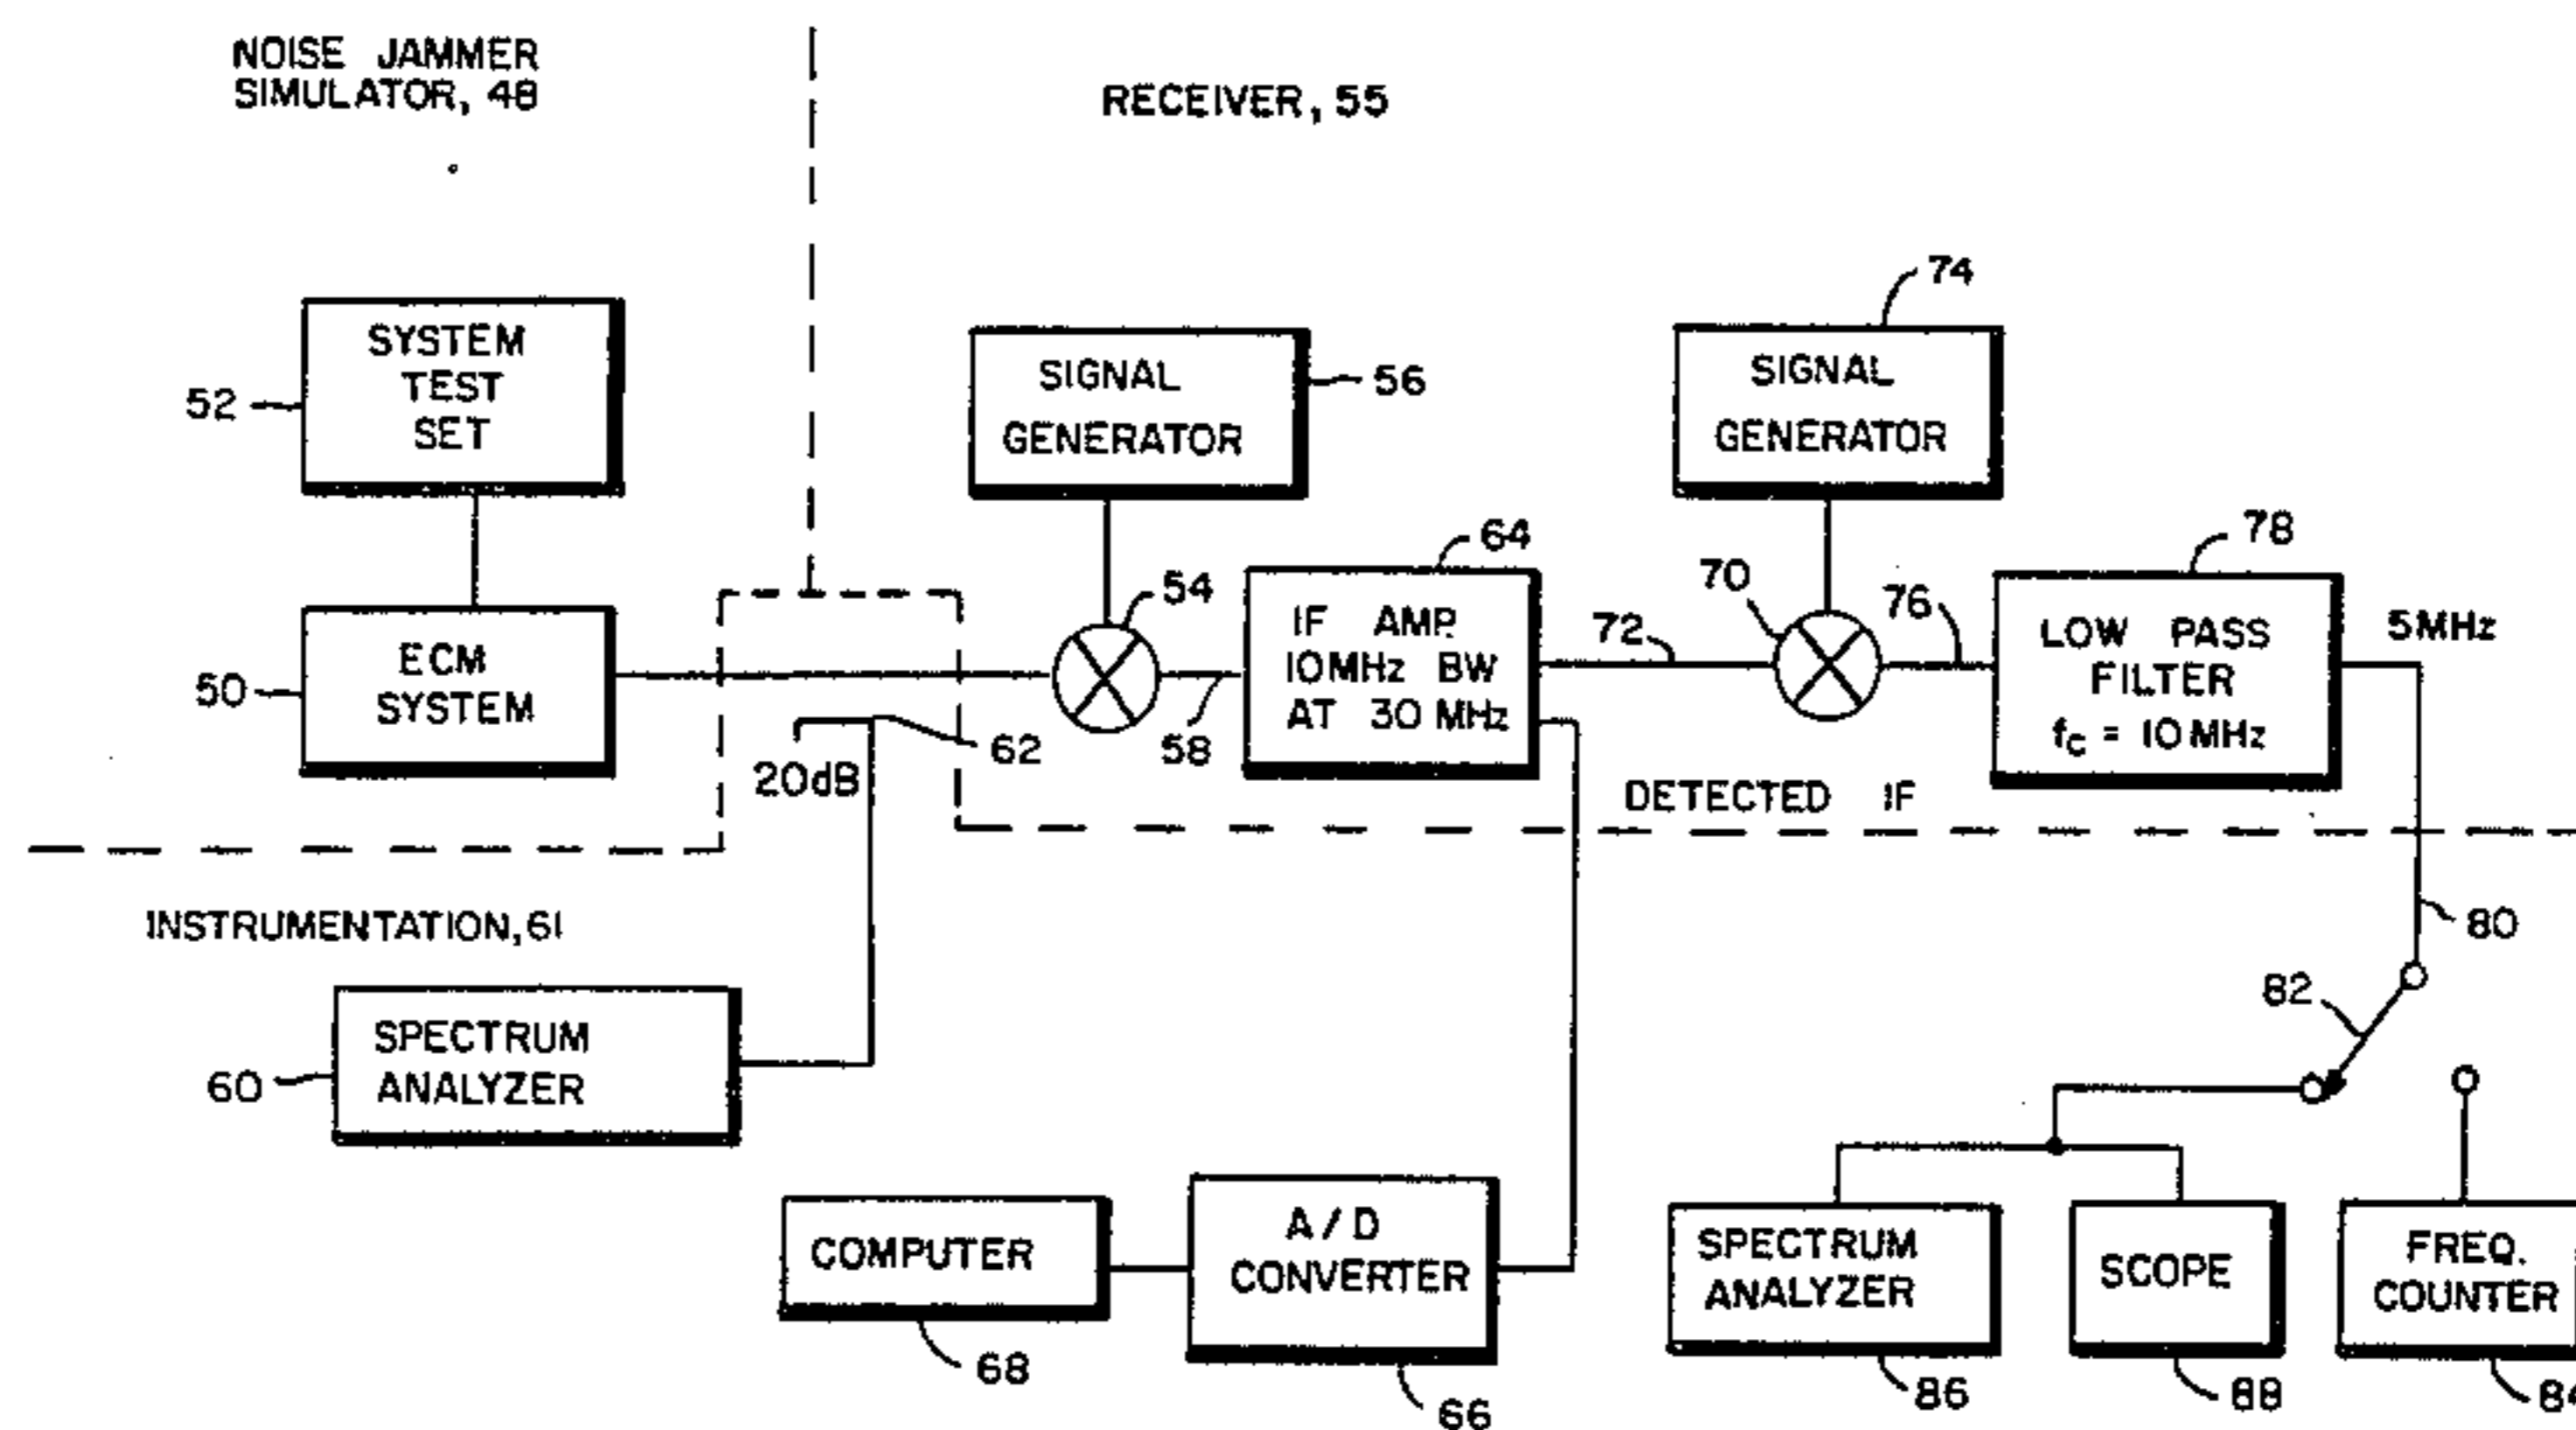 NOISE JAMMER
SIMULATOR, 48
RECEIVER, 55
SYSTEM
TEST
SET
52
SIGNAL
GENERATOR
56
SIGNAL
GENERATOR
74
ECM
SYSTEM
50
54
58
IF AMP.
10MHz BW
AT 30 MHz
64
72
70
76
LOW PASS
FILTER
fc = 10 MHz
78
5MHz
20dB
62
DETECTED IF
INSTRUMENTATION, 61
80
82
SPECTRUM
ANALYZER
60
COMPUTER
68
A/D
CONVERTER
66
SPECTRUM
ANALYZER
86
SCOPE
88
FREQ.
COUNTER